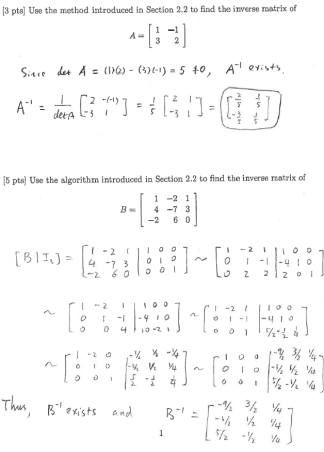 [3 pts] Use the method introduced in Section 2.2 to find the inverse matrix of
A = [1 -1; 3 2]
Since det A = (1)(2) - (3)(-1) = 5 ≠ 0, A⁻¹ exists.
A⁻¹ = 1/det A [2 -(-1); -3 1] = 1/5 [2 1; -3 1] = [2/5 1/5; -3/5 1/5]
[5 pts] Use the algorithm introduced in Section 2.2 to find the inverse matrix of
B = [1 -2 1; 4 -7 3; -2 6 0]
[B | I₃] = [1 -2 1 | 1 0 0; 4 -7 3 | 0 1 0; -2 6 0 | 0 0 1] ~ [1 -2 1 | 1 0 0; 0 1 -1 | -4 1 0; 0 2 2 | 2 0 1]
~ [1 -2 1 | 1 0 0; 0 1 -1 | -4 1 0; 0 0 4 | 10 -2 1] ~ [1 -2 1 | 1 0 0; 0 1 -1 | -4 1 0; 0 0 1 | 5/2 -1/2 1/4]
~ [1 -2 0 | -3/2 1/2 -1/4; 0 1 0 | -3/2 1/2 1/4; 0 0 1 | 5/2 -1/2 1/4] ~ [1 0 0 | -9/2 3/2 1/4; 0 1 0 | -3/2 1/2 1/4; 0 0 1 | 5/2 -1/2 1/4]
Thus, B⁻¹ exists and B⁻¹ = [-9/2 3/2 1/4; -3/2 1/2 1/4; 5/2 -1/2 1/4]
1